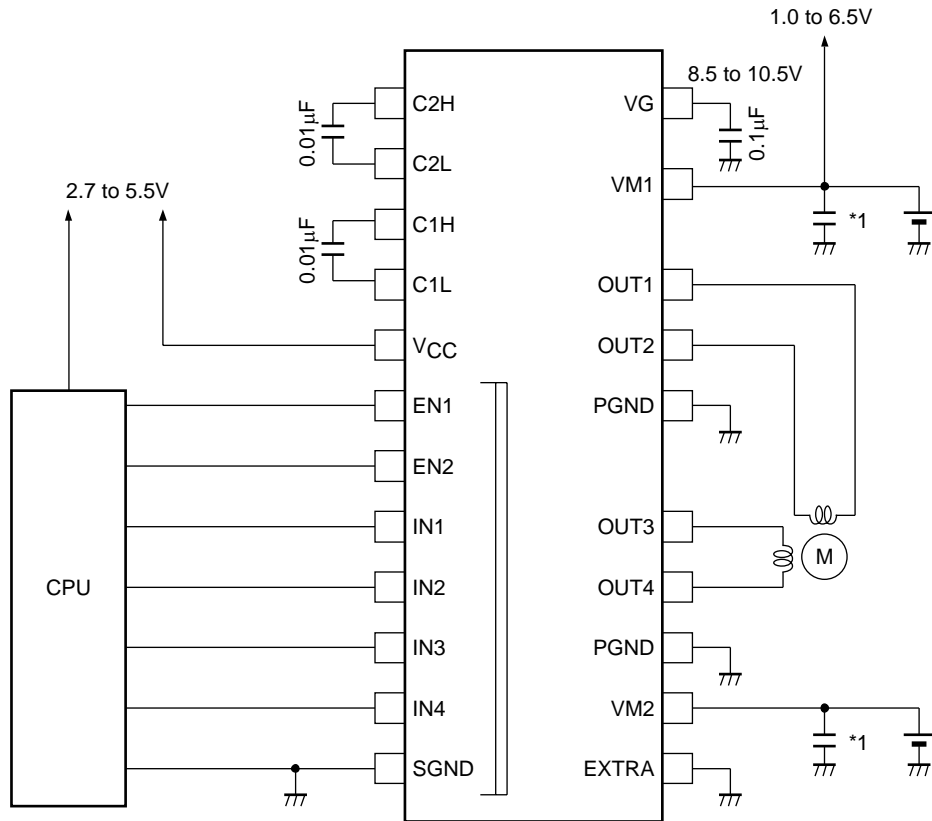 1.0 to 6.5V
8.5 to 10.5V
C2H
VG
0.01µF
0.1µF
C2L
VM1
2.7 to 5.5V
C1H
*1
0.01µF
C1L
OUT1
VCC
OUT2
EN1
PGND
EN2
IN1
OUT3
M
CPU
IN2
OUT4
IN3
PGND
IN4
VM2
*1
SGND
EXTRA